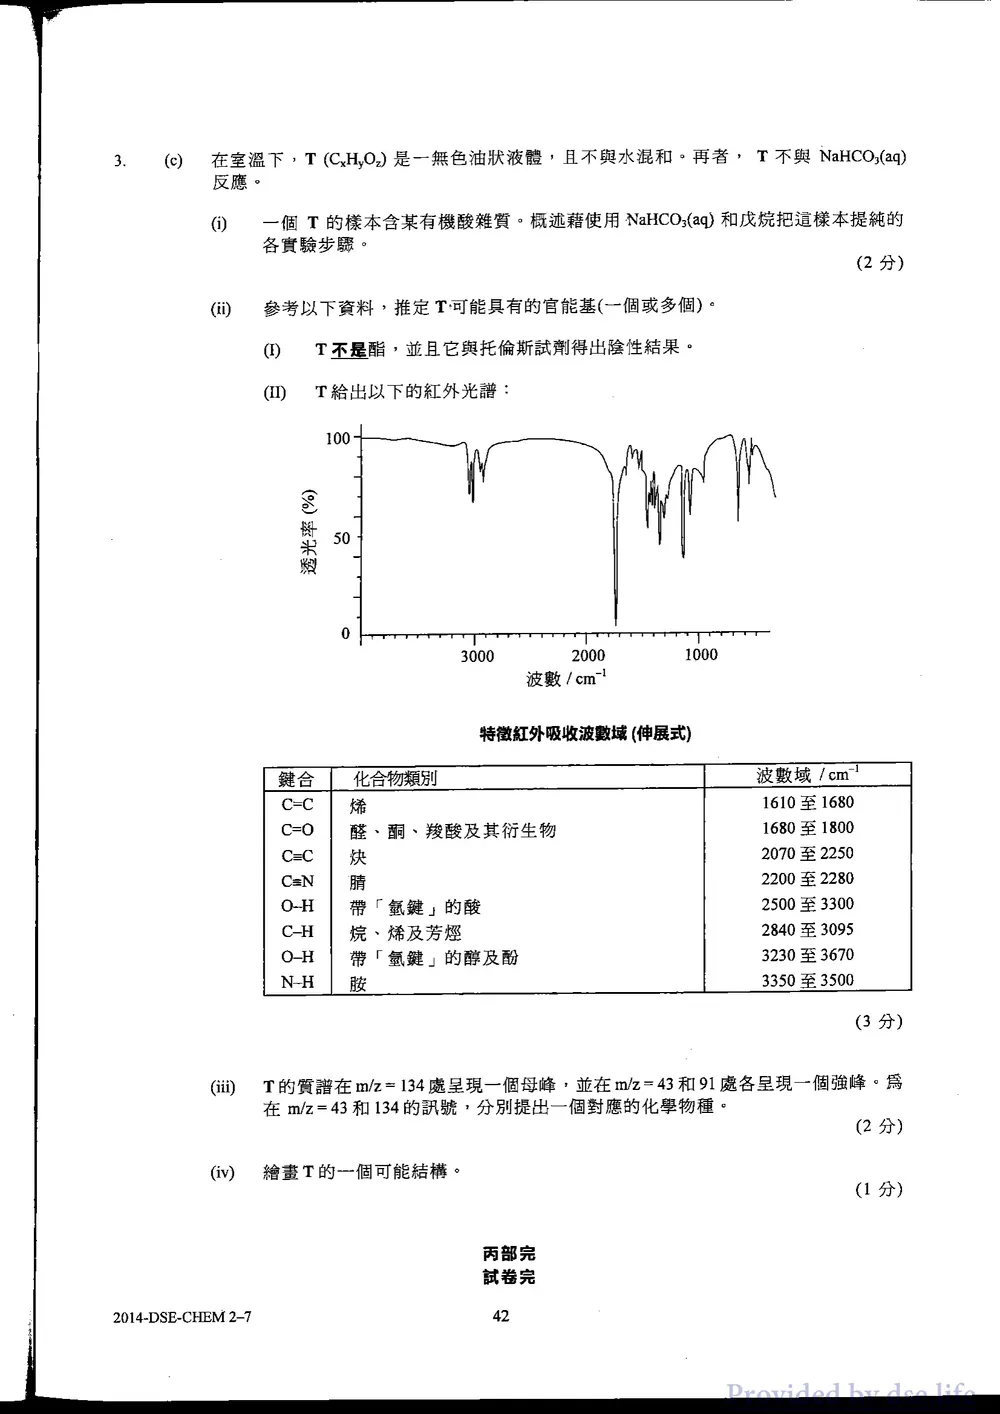 3. (c) 在室溫下，T (CxHyOz) 是一無色油狀液體，且不與水混和。再者， T 不與 NaHCO₃(aq)
反應。
(i) 一個 T 的樣本含某有機酸雜質。概述藉使用 NaHCO₃(aq) 和戊烷把這樣本提純的
各實驗步驟。
(2 分)
(ii) 參考以下資料，推定 T 可能具有的官能基(一個或多個)。
(I) T 不是酯，並且它與托倫斯試劑得出陰性結果。
(II) T 給出以下的紅外光譜：
100
50
0
透光率 (%)
3000 2000 1000
波數 / cm⁻¹
特徵紅外吸收波數域 (伸展式)
鍵合 化合物類別 波數域 / cm⁻¹
C=C 烯 1610 至 1680
C=O 醛、酮、羧酸及其衍生物 1680 至 1800
C≡C 炔 2070 至 2250
C≡N 腈 2200 至 2280
O–H 帶「氫鍵」的酸 2500 至 3300
C–H 烷、烯及芳烴 2840 至 3095
O–H 帶「氫鍵」的醇及酚 3230 至 3670
N–H 胺 3350 至 3500
(3 分)
(iii) T 的質譜在 m/z = 134 處呈現一個母峰，並在 m/z = 43 和 91 處各呈現一個強峰。為
在 m/z = 43 和 134 的訊號，分別提出一個對應的化學物種。
(2 分)
(iv) 繪畫 T 的一個可能結構。
(1 分)
丙部完
試卷完
2014-DSE-CHEM 2–7 42
Provided by dse.life